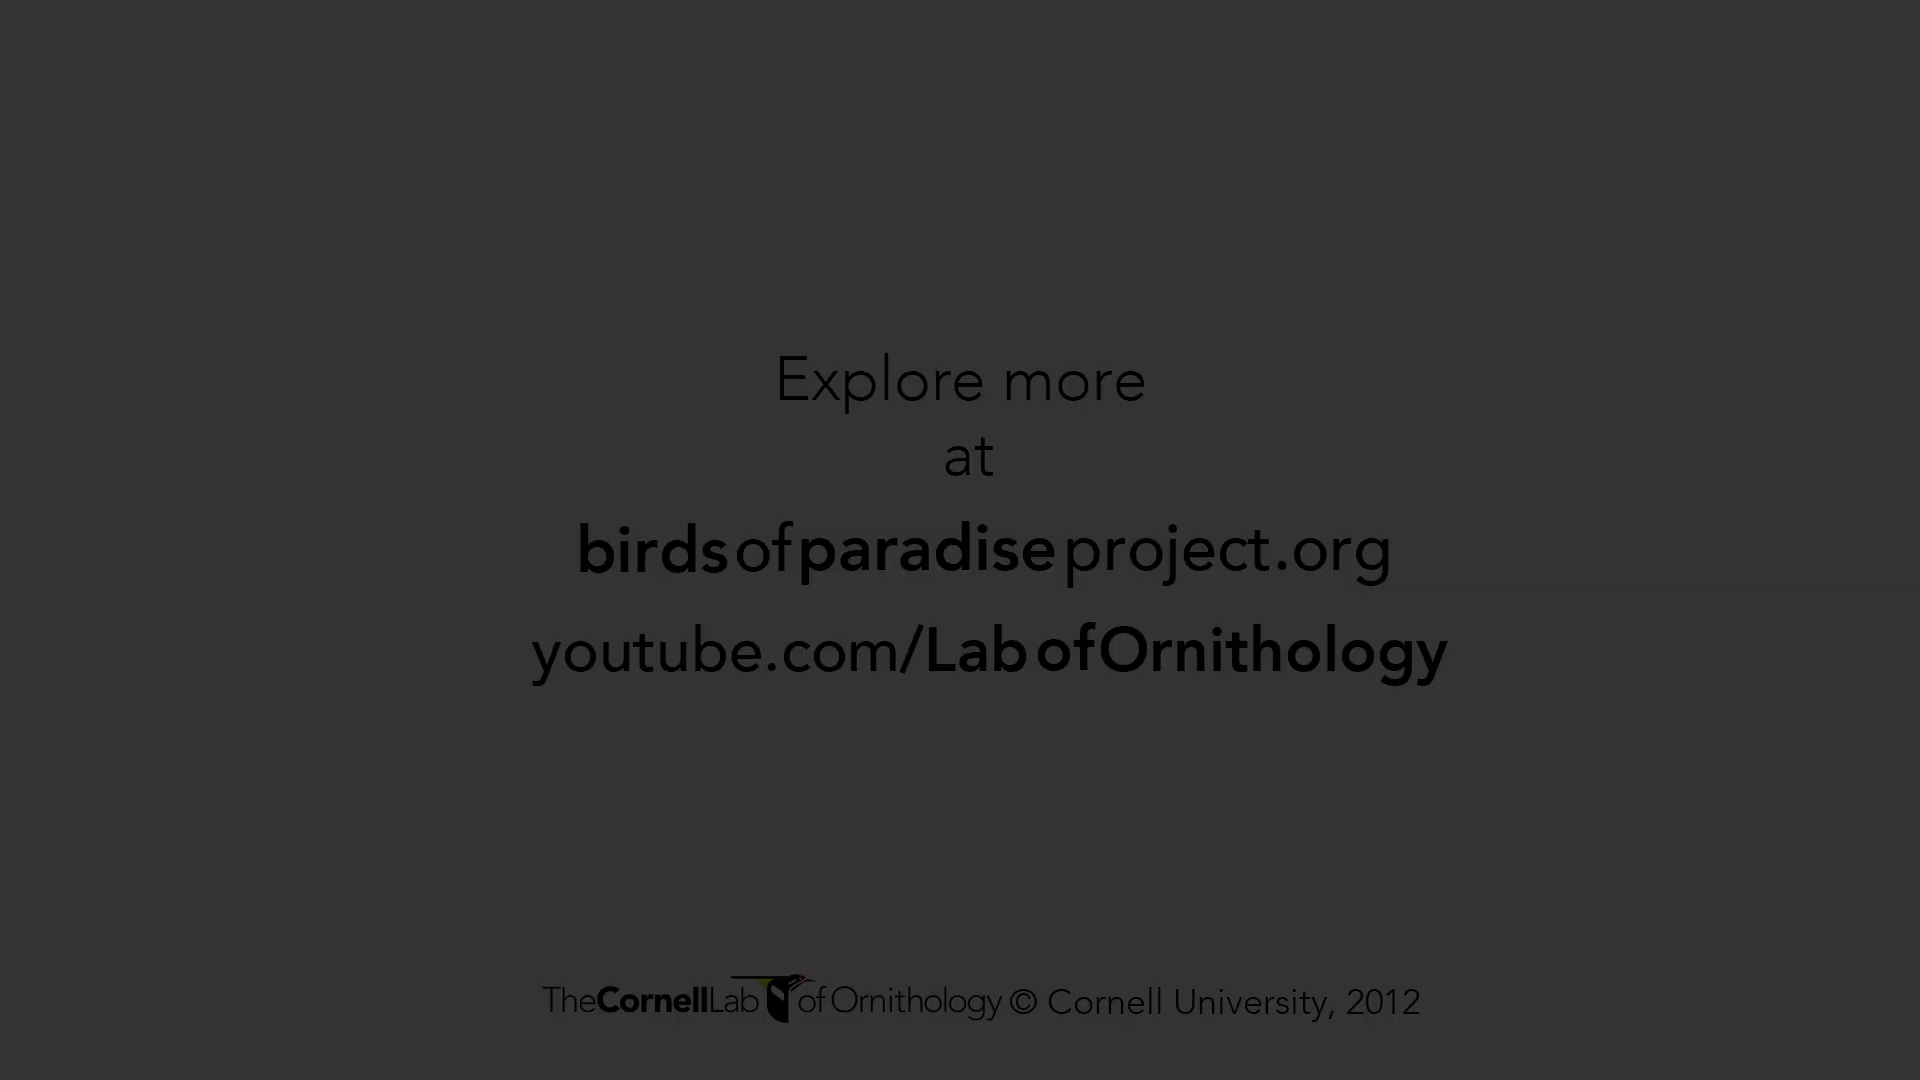 Explore more
at
birdsofparadiseproject.org
youtube.com/LabofOrnithology
TheCornellLab of Ornithology © Cornell University, 2012